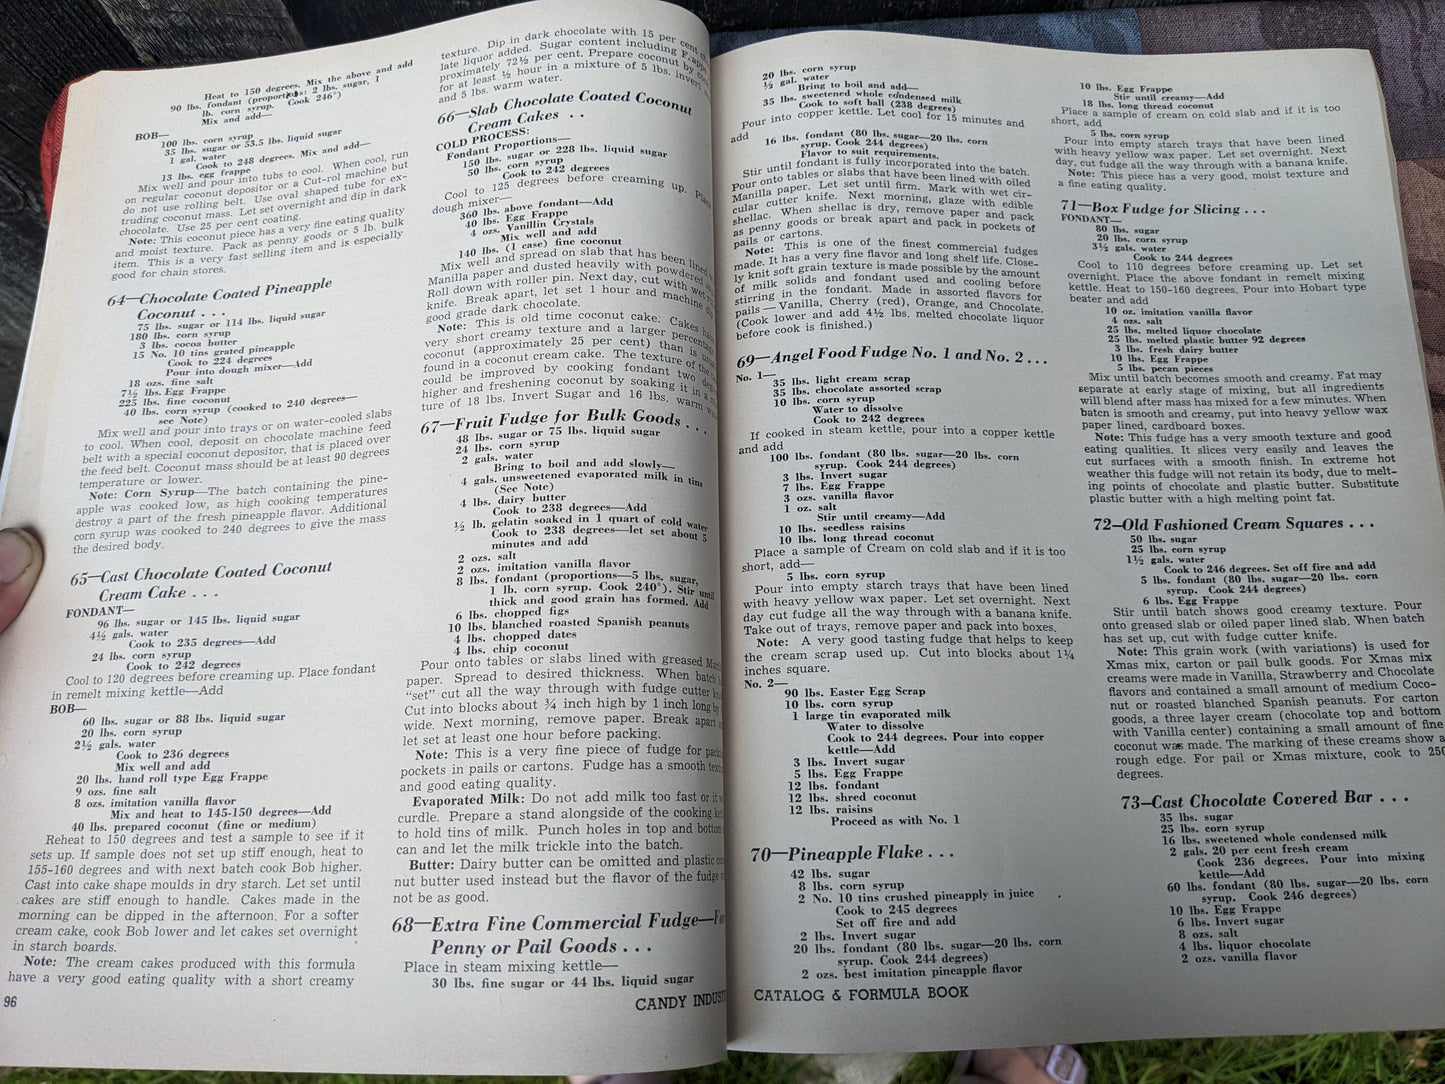 Heat to 150 degrees. Mix the above and add
90 lbs. fondant (proportions: 2 lbs. sugar, 1
lb. corn syrup. Cook 246°)
Mix and add—
BOB—
100 lbs. corn syrup
35 lbs. sugar or 53.5 lbs. liquid sugar
1 gal. water
Cook to 248 degrees. Mix and add—
13 lbs. egg frappe
Mix well and pour into tubs to cool. When cool, run
on regular coconut depositor or a Cut-rol machine but
do not use rolling belt. Use oval shaped tube for ex-
truding coconut mass. Let set overnight and dip in dark
chocolate. Use 25 per cent coating.
Note: This coconut piece has a very fine eating quality
and moist texture. Pack as penny goods or 5 lb. bulk
item. This is a very fast selling item and is especially
good for chain stores.
64—Chocolate Coated Pineapple
Coconut . . .
75 lbs. sugar or 114 lbs. liquid sugar
180 lbs. corn syrup
3 lbs. cocoa butter
15 No. 10 tins grated pineapple
Cook to 224 degrees
Pour into dough mixer—Add
18 ozs. fine salt
7½ lbs. Egg Frappe
225 lbs. fine coconut
40 lbs. corn syrup (cooked to 240 degrees—
see Note)
Mix well and pour into trays or on water-cooled slabs
to cool. When cool, deposit on chocolate machine feed
belt with a special coconut depositor, that is placed over
the feed belt. Coconut mass should be at least 90 degrees
temperature or lower.
Note: Corn Syrup—The batch containing the pine-
apple was cooked low, as high cooking temperatures
destroy a part of the fresh pineapple flavor. Additional
corn syrup was cooked to 240 degrees to give the mass
the desired body.
65—Cast Chocolate Coated Coconut
Cream Cake . . .
FONDANT—
96 lbs. sugar or 145 lbs. liquid sugar
4½ gals. water
Cook to 235 degrees—Add
24 lbs. corn syrup
Cook to 242 degrees
Cool to 120 degrees before creaming up. Place fondant
in remelt mixing kettle—Add
BOB—
60 lbs. sugar or 88 lbs. liquid sugar
20 lbs. corn syrup
2½ gals. water
Cook to 236 degrees
Mix well and add
20 lbs. hand roll type Egg Frappe
9 ozs. fine salt
8 ozs. imitation vanilla flavor
Mix and heat to 145-150 degrees—Add
40 lbs. prepared coconut (fine or medium)
Reheat to 150 degrees and test a sample to see if it
sets up. If sample does not set up stiff enough, heat to
155-160 degrees and with next batch cook Bob higher.
Cast into cake shape moulds in dry starch. Let set until
cakes are stiff enough to handle. Cakes made in the
morning can be dipped in the afternoon. For a softer
cream cake, cook Bob lower and let cakes set overnight
in starch boards.
Note: The cream cakes produced with this formula
have a very good eating quality with a short creamy
96
texture. Dip in dark chocolate with 15 per cent
late liquor added. Sugar content including Frappe
proximately 72½ per cent. Prepare coconut by
for at least ½ hour in a mixture of 5 lbs. invert
and 5 lbs. warm water.
66—Slab Chocolate Coated Coconut
Cream Cakes . .
COLD PROCESS:
Fondant Proportions—
150 lbs. sugar or 228 lbs. liquid sugar
50 lbs. corn syrup
Cook to 242 degrees
Cool to 125 degrees before creaming up. Place
dough mixer—
360 lbs. above fondant—Add
40 lbs. Egg Frappe
4 ozs. Vanillin Crystals
Mix well and add
140 lbs. (1 case) fine coconut
Mix well and spread on slab that has been lined
Manilla paper and dusted heavily with powdered
Roll down with roller pin. Next day, cut with wet
knife. Break apart, let set 1 hour and machine dip
good grade dark chocolate.
Note: This is old time coconut cake. Cakes have
very short creamy texture and a larger percentage
coconut (approximately 25 per cent) than is usually
found in a coconut cream cake. The texture of the
could be improved by cooking fondant two degrees
higher and freshening coconut by soaking it in a
ture of 18 lbs. Invert Sugar and 16 lbs. warm
67—Fruit Fudge for Bulk Goods . . .
48 lbs. sugar or 75 lbs. liquid sugar
24 lbs. corn syrup
2 gals. water
Bring to boil and add slowly—
4 gals. unsweetened evaporated milk in tins
(See Note)
4 lbs. dairy butter
Cook to 238 degrees—Add
½ lb. gelatin soaked in 1 quart of cold water
Cook to 238 degrees—let set about 5
minutes and add
2 ozs. salt
2 ozs. imitation vanilla flavor
8 lbs. fondant (proportions—5 lbs. sugar,
1 lb. corn syrup. Cook 240°). Stir until
thick and good grain has formed. Add
6 lbs. chopped figs
10 lbs. blanched roasted Spanish peanuts
4 lbs. chopped dates
4 lbs. chip coconut
Pour onto tables or slabs lined with greased
paper. Spread to desired thickness. When batch
"set" cut all the way through with fudge cutter
Cut into blocks about ¾ inch high by 1 inch long by
wide. Next morning, remove paper. Break apart
let set at least one hour before packing.
Note: This is a very fine piece of fudge for
pockets in pails or cartons. Fudge has a smooth
and good eating quality.
Evaporated Milk: Do not add milk too fast or it
curdle. Prepare a stand alongside of the cooking
to hold tins of milk. Punch holes in top and bottom
can and let the milk trickle into the batch.
Butter: Dairy butter can be omitted and plastic
nut butter used instead but the flavor of the fudge
not be as good.
68—Extra Fine Commercial Fudge—For
Penny or Pail Goods . . .
Place in steam mixing kettle—
30 lbs. fine sugar or 44 lbs. liquid sugar
CANDY INDUST
20 lbs. corn syrup
½ gal. water
Bring to boil and add—
35 lbs. sweetened whole condensed milk
Cook to soft ball (238 degrees)
Pour into copper kettle. Let cool for 15 minutes and
add
16 lbs. fondant (80 lbs. sugar—20 lbs. corn
syrup. Cook 244 degrees)
Flavor to suit requirements.
Stir until fondant is fully incorporated into the batch.
Pour onto tables or slabs that have been lined with oiled
Manilla paper. Let set until firm. Mark with wet cir-
cular cutter knife. Next morning, glaze with edible
shellac. When shellac is dry, remove paper and pack
as penny goods or break apart and pack in pockets of
pails or cartons.
Note: This is one of the finest commercial fudges
made. It has a very fine flavor and long shelf life. Close-
ly knit soft grain texture is made possible by the amount
of milk solids and fondant used and cooling before
stirring in the fondant. Made in assorted flavors for
pails — Vanilla, Cherry (red), Orange, and Chocolate.
(Cook lower and add 4½ lbs. melted chocolate liquor
before cook is finished.)
69—Angel Food Fudge No. 1 and No. 2 . . .
No. 1—
35 lbs. light cream scrap
35 lbs. chocolate assorted scrap
10 lbs. corn syrup
Water to dissolve
Cook to 242 degrees
If cooked in steam kettle, pour into a copper kettle
and add
100 lbs. fondant (80 lbs. sugar—20 lbs. corn
syrup. Cook 244 degrees)
3 lbs. Invert sugar
7 lbs. Egg Frappe
3 ozs. vanilla flavor
1 oz. salt
Stir until creamy—Add
10 lbs. seedless raisins
10 lbs. long thread coconut
Place a sample of Cream on cold slab and if it is too
short, add—
5 lbs. corn syrup
Pour into empty starch trays that have been lined
with heavy yellow wax paper. Let set overnight. Next
day cut fudge all the way through with a banana knife.
Take out of trays, remove paper and pack into boxes.
Note: A very good tasting fudge that helps to keep
the cream scrap used up. Cut into blocks about 1¼
inches square.
No. 2—
90 lbs. Easter Egg Scrap
10 lbs. corn syrup
1 large tin evaporated milk
Water to dissolve
Cook to 244 degrees. Pour into copper
kettle—Add
3 lbs. Invert sugar
5 lbs. Egg Frappe
12 lbs. fondant
12 lbs. shred coconut
12 lbs. raisins
Proceed as with No. 1
70—Pineapple Flake . . .
42 lbs. sugar
8 lbs. corn syrup
2 No. 10 tins crushed pineapply in juice
Cook to 245 degrees
Set off fire and add
2 lbs. Invert sugar
20 lbs. fondant (80 lbs. sugar—20 lbs. corn
syrup. Cook 244 degrees)
2 ozs. best imitation pineapple flavor
CATALOG & FORMULA BOOK
10 lbs. Egg Frappe
Stir until creamy—Add
18 lbs. long thread coconut
Place a sample of cream on cold slab and if it is too
short, add
5 lbs. corn syrup
Pour into empty starch trays that have been lined
with heavy yellow wax paper. Let set overnight. Next
day, cut fudge all the way through with a banana knife.
Note: This piece has a very good, moist texture and
a fine eating quality.
71—Box Fudge for Slicing . . .
FONDANT—
80 lbs. sugar
20 lbs. corn syrup
3½ gals. water
Cook to 244 degrees
Cool to 110 degrees before creaming up. Let set
overnight. Place the above fondant in remelt mixing
kettle. Heat to 150-160 degrees. Pour into Hobart type
beater and add
10 oz. imitation vanilla flavor
4 ozs. salt
25 lbs. melted liquor chocolate
25 lbs. melted plastic butter 92 degrees
3 lbs. fresh dairy butter
10 lbs. Egg Frappe
5 lbs. pecan pieces
Mix until batch becomes smooth and creamy. Fat may
separate at early stage of mixing, but all ingredients
will blend after mass has mixed for a few minutes. When
batch is smooth and creamy, put into heavy yellow wax
paper lined, cardboard boxes.
Note: This fudge has a very smooth texture and good
eating qualities. It slices very easily and leaves the
cut surfaces with a smooth finish. In extreme hot
weather this fudge will not retain its body, due to melt-
ing points of chocolate and plastic butter. Substitute
plastic butter with a high melting point fat.
72—Old Fashioned Cream Squares . . .
50 lbs. sugar
25 lbs. corn syrup
1½ gals. water
Cook to 246 degrees. Set off fire and add
5 lbs. fondant (80 lbs. sugar—20 lbs. corn
syrup. Cook 244 degrees)
6 lbs. Egg Frappe
Stir until batch shows good creamy texture. Pour
onto greased slab or oiled paper lined slab. When batch
has set up, cut with fudge cutter knife.
Note: This grain work (with variations) is used for
Xmas mix, carton or pail bulk goods. For Xmas mix
creams were made in Vanilla, Strawberry and Chocolate
flavors and contained a small amount of medium Coco-
nut or roasted blanched Spanish peanuts. For carton
goods, a three layer cream (chocolate top and bottom
with Vanilla center) containing a small amount of fine
coconut was made. The marking of these creams show a
rough edge. For pail or Xmas mixture, cook to 250
degrees.
73—Cast Chocolate Covered Bar . . .
35 lbs. sugar
25 lbs. corn syrup
16 lbs. sweetened whole condensed milk
2 gals. 20 per cent fresh cream
Cook 236 degrees. Pour into mixing
kettle—Add
60 lbs. fondant (80 lbs. sugar—20 lbs. corn
syrup. Cook 246 degrees)
10 lbs. Egg Frappe
6 lbs. Invert sugar
8 ozs. salt
4 lbs. liquor chocolate
2 ozs. vanilla flavor